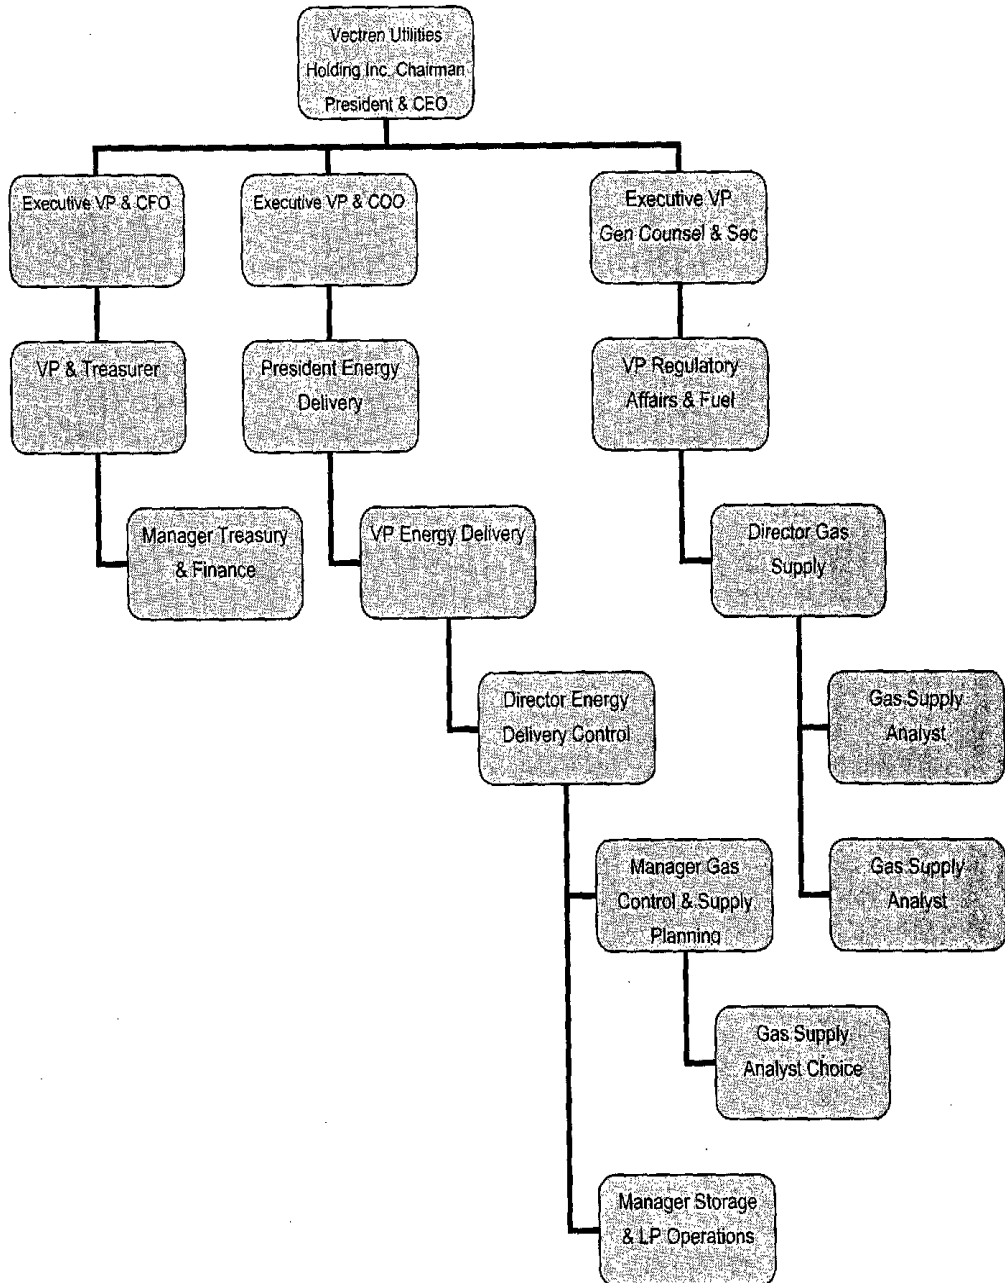 Vectren Utilities
Holding Inc. Chairman
President & CEO
Executive VP & CFO
Executive VP & COO
Executive VP
Gen Counsel & Sec
VP & Treasurer
President Energy
Delivery
VP Regulatory
Affairs & Fuel
Manager Treasury
& Finance
VP Energy Delivery
Director Gas
Supply
Director Energy
Delivery Control
Gas Supply
Analyst
Manager Gas
Control & Supply
Planning
Gas Supply
Analyst
Gas Supply
Analyst Choice
Manager Storage
& LP Operations